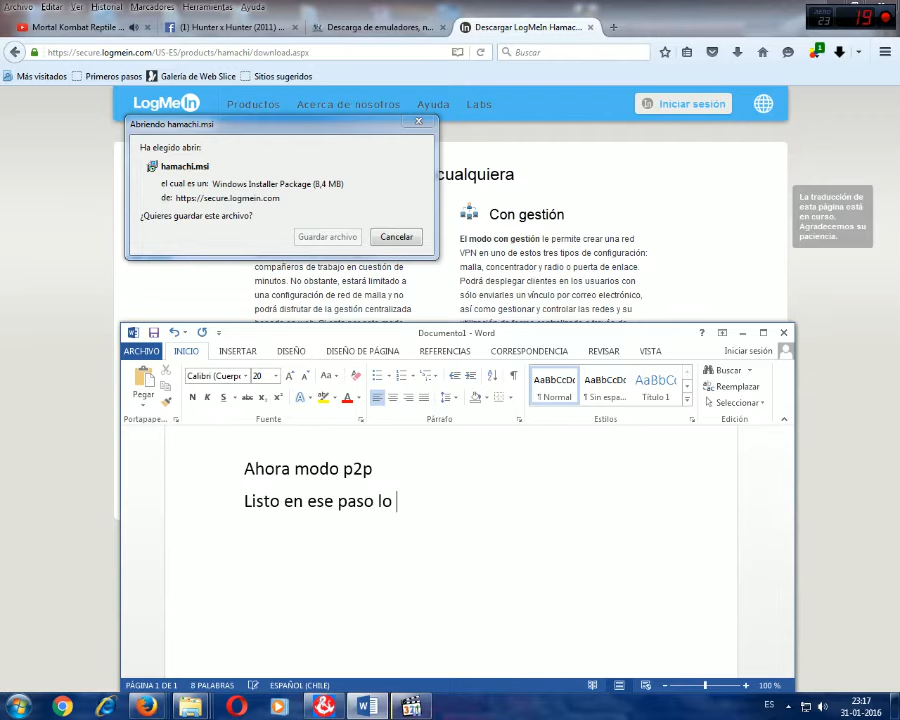 Archivo Editar Ver Historial Marcadores Herramientas Ayuda
Mortal Kombat Reptile
(1) Hunter x Hunter (2011)
Descarga de emuladores, n...
Descargar LogMeIn Hamac...
23 19
https://secure.logmein.com/US-ES/products/hamachi/download.aspx
Buscar
1
Más visitados Primeros pasos Galería de Web Slice Sitios sugeridos
LogMeIn Productos Acerca de nosotros Ayuda Labs Iniciar sesión
Abriendo hamachi.msi
Ha elegido abrir:
hamachi.msi
el cual es un: Windows Installer Package (8,4 MB)
de: https://secure.logmein.com
¿Quieres guardar este archivo?
Guardar archivo Cancelar
cualquiera
Con gestión
El modo con gestión le permite crear una red
VPN en uno de estos tres tipos de configuración:
malla, concentrador y radio o puerta de enlace.
Podrá desplegar clientes en los usuarios con
sólo enviarles un vínculo por correo electrónico,
así como gestionar y controlar las redes y su
compañeros de trabajo en cuestión de
minutos. No obstante, estará limitado a
una configuración de red de malla y no
podrá disfrutar de la gestión centralizada
La traducción de
esta página está
en curso.
Agradecemos su
paciencia.
Documento1 - Word
ARCHIVO INICIO INSERTAR DISEÑO DISEÑO DE PÁGINA REFERENCIAS CORRESPONDENCIA REVISAR VISTA Iniciar sesión
Pegar
Calibri (Cuerpo 20
Aa
N K S abc x₂ x²
AaBbCcDc AaBbCcDc AaBbCc
¶ Normal ¶ Sin espa... Título 1
Buscar
Reemplazar
Seleccionar
Portapape... Fuente Párrafo Estilos Edición
Ahora modo p2p
Listo en ese paso lo
PÁGINA 1 DE 1 8 PALABRAS ESPAÑOL (CHILE) 100 %
ES
23:17
31-01-2016